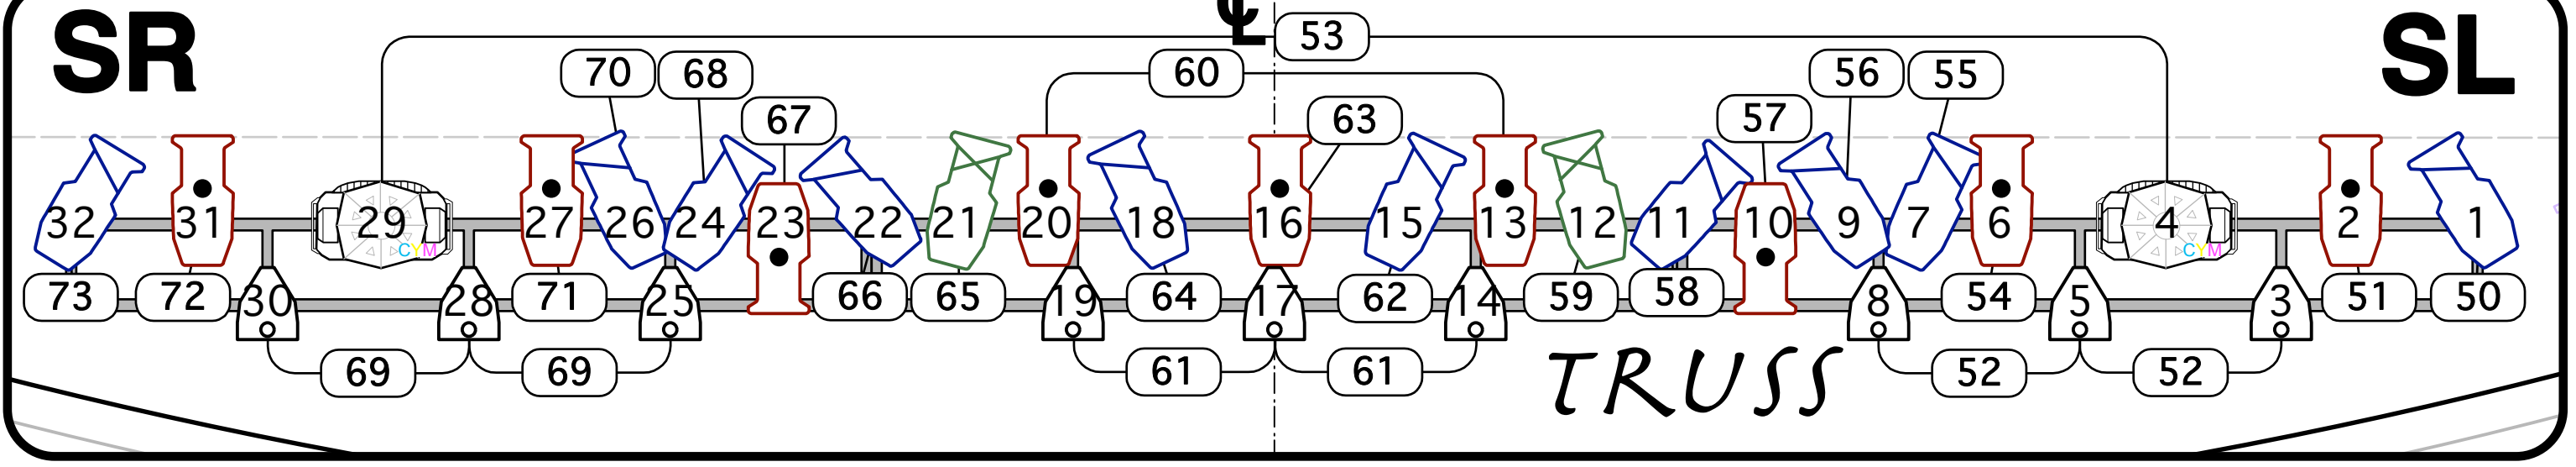 SR ℄ 53 SL
70 68 60 56 55
67 63 57
32 31 29 27 26 24 23 22 21 20 18 16 15 13 12 11 10 9 7 6 4 2 1
CYM CYM
73 72 30 28 71 25 66 65 19 64 17 62 14 59 58 8 54 5 3 51 50
69 69 61 61 TRUSS 52 52